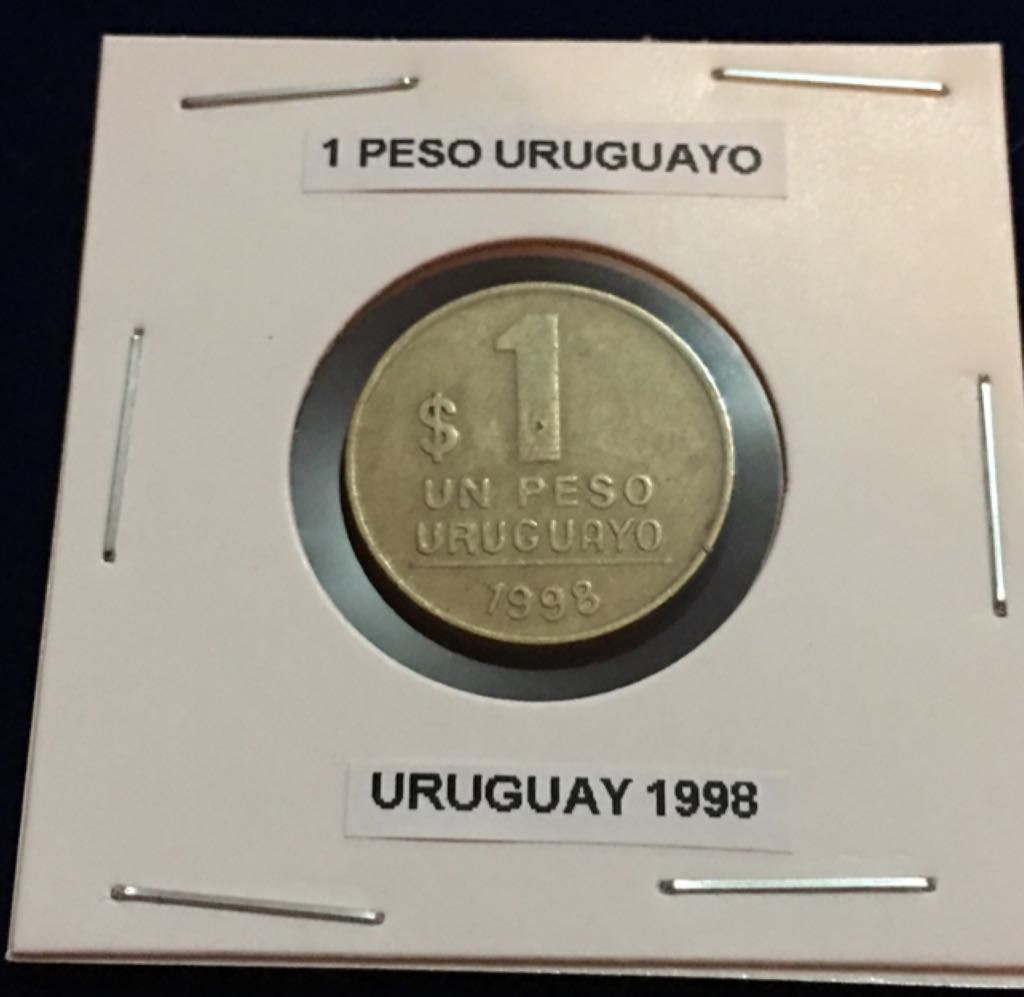 1 PESO URUGUAYO
$ 1
UN PESO
URUGUAYO
1998
URUGUAY 1998